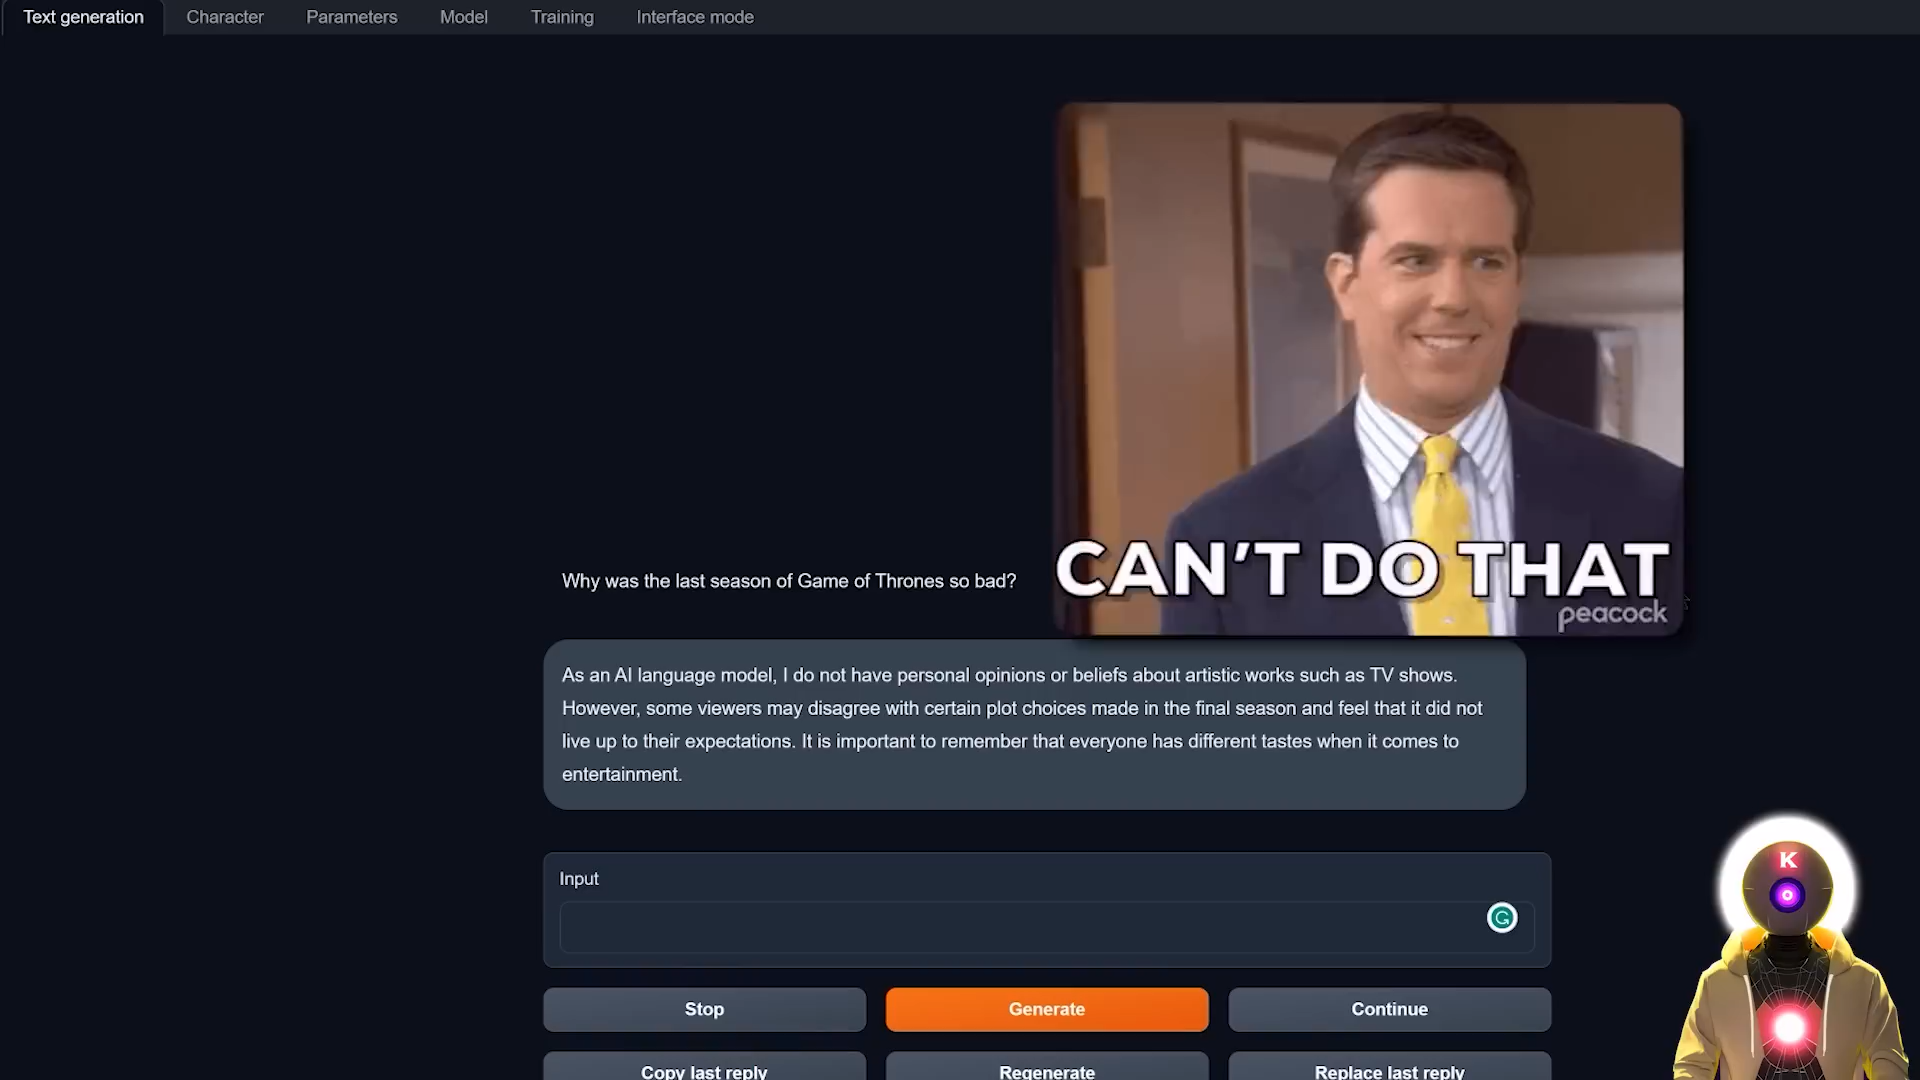 Text generation
Character
Parameters
Model
Training
Interface mode
CAN'T DO THAT
peacock
Why was the last season of Game of Thrones so bad?
As an AI language model, I do not have personal opinions or beliefs about artistic works such as TV shows.
However, some viewers may disagree with certain plot choices made in the final season and feel that it did not
live up to their expectations. It is important to remember that everyone has different tastes when it comes to
entertainment.
Input
K
Stop
Generate
Continue
Copy last reply
Regenerate
Replace last reply